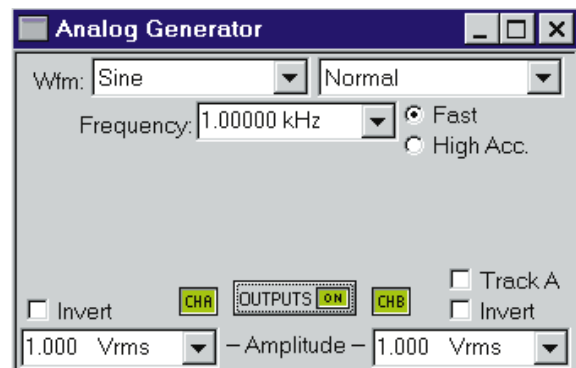 Analog Generator
Wfm: Sine Normal
Frequency: 1.00000 kHz Fast
High Acc.
Track A
Invert CHA OUTPUTS ON CHB Invert
1.000 Vrms – Amplitude – 1.000 Vrms